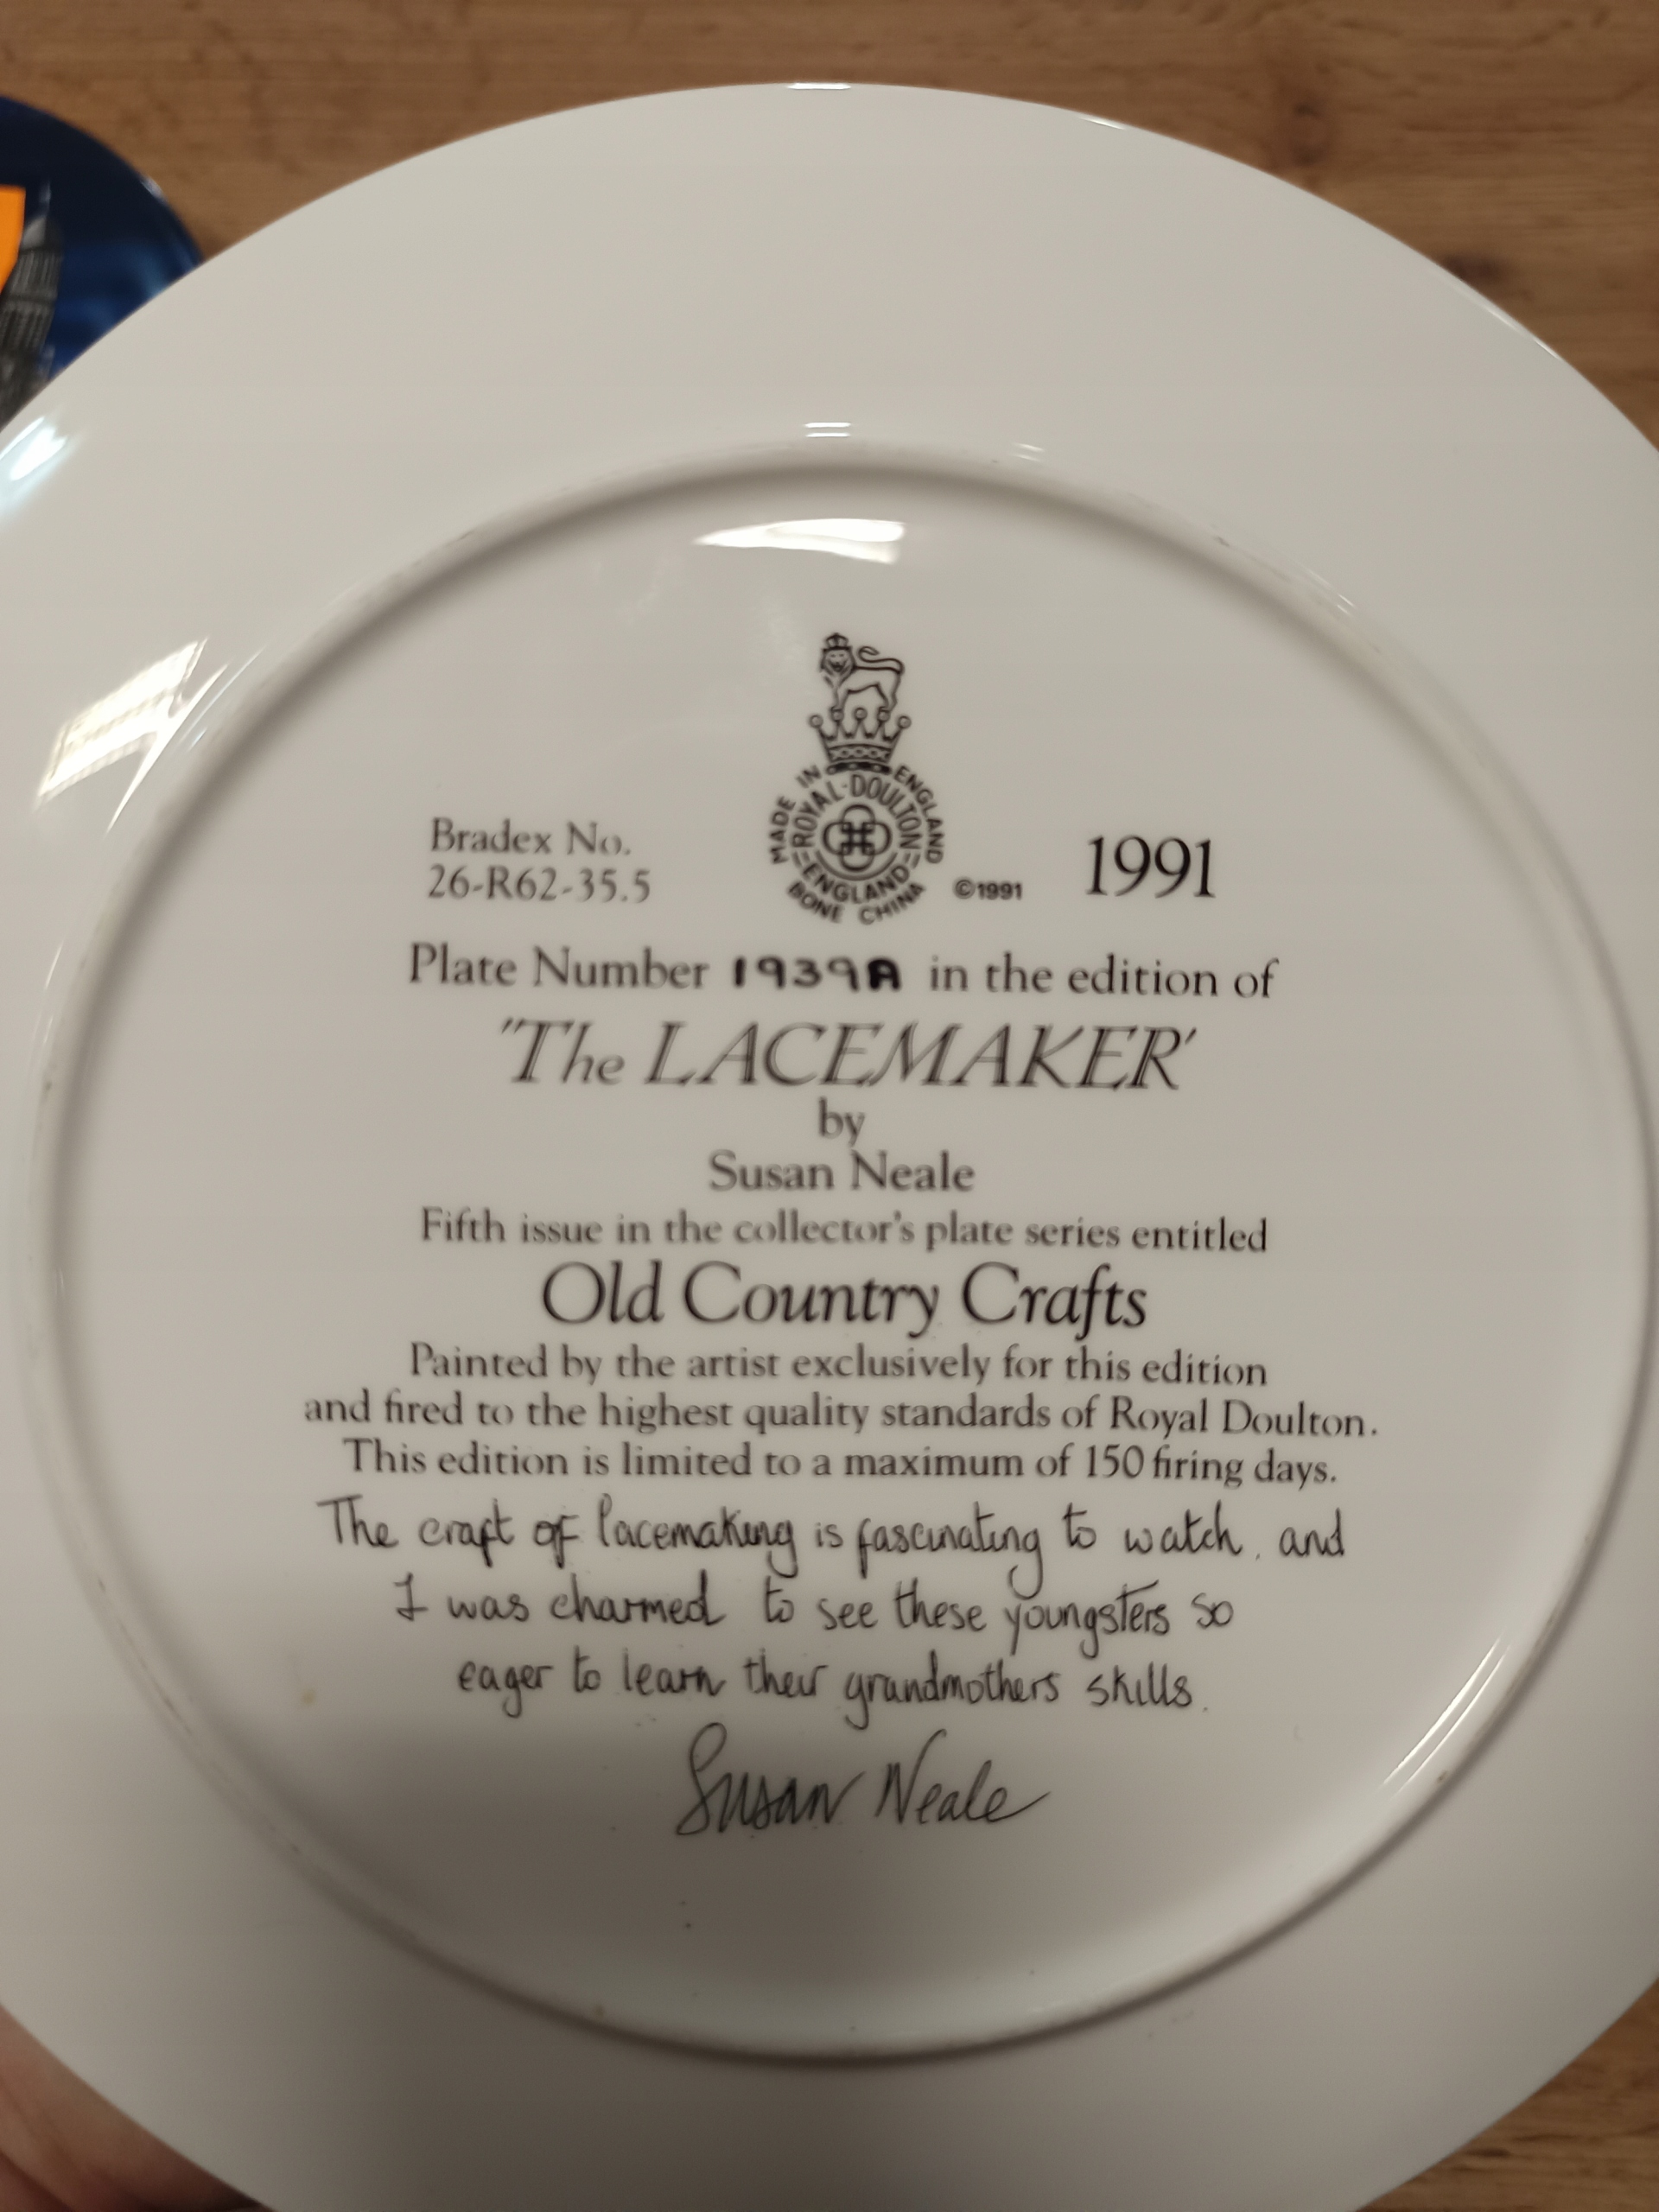 MADE IN ENGLAND
ROYAL·DOULTON
ENGLAND
BONE CHINA
Bradex No.
26-R62-35.5
©1991
1991
Plate Number 1939A in the edition of
'The LACEMAKER'
by
Susan Neale
Fifth issue in the collector's plate series entitled
Old Country Crafts
Painted by the artist exclusively for this edition
and fired to the highest quality standards of Royal Doulton.
This edition is limited to a maximum of 150 firing days.
The craft of lacemaking is fascinating to watch, and
I was charmed to see these youngsters so
eager to learn their grandmothers skills.
Susan Neale